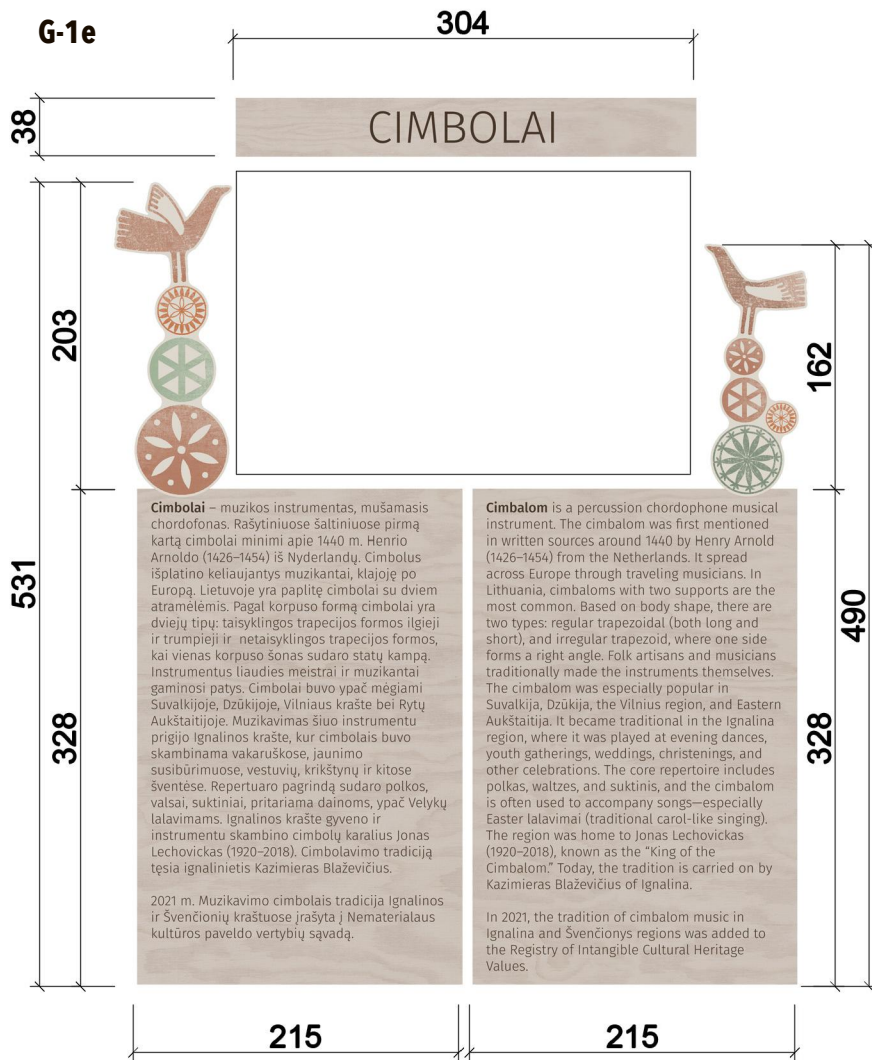 G-1e
304
38
CIMBOLAI
203
162
531
490
328
328
Cimbolai – muzikos instrumentas, mušamasis
chordofonas. Rašytiniuose šaltiniuose pirmą
kartą cimbolai minimi apie 1440 m. Henrio
Arnoldo (1426–1454) iš Nyderlandų. Cimbolus
išplatino keliaujantys muzikantai, klajoję po
Europą. Lietuvoje yra paplitę cimbolai su dviem
atramėlėmis. Pagal korpuso formą cimbolai yra
dviejų tipų: taisyklingos trapecijos formos ilgieji
ir trumpieji ir netaisyklingos trapecijos formos,
kai vienas korpuso šonas sudaro statų kampą.
Instrumentus liaudies meistrai ir muzikantai
gaminosi patys. Cimbolai buvo ypač mėgiami
Suvalkijoje, Dzūkijoje, Vilniaus krašte bei Rytų
Aukštaitijoje. Muzikavimas šiuo instrumentu
prigijo Ignalinos krašte, kur cimbolais buvo
skambinama vakaruškose, jaunimo
susibūrimuose, vestuvių, krikštynų ir kitose
šventėse. Repertuaro pagrindą sudaro polkos,
valsai, suktiniai, pritariama dainoms, ypač Velykų
lalavimams. Ignalinos krašte gyveno ir
instrumentu skambino cimbolų karalius Jonas
Lechovickas (1920–2018). Cimbolavimo tradiciją
tęsia ignalinietis Kazimieras Blaževičius.
2021 m. Muzikavimo cimbolais tradicija Ignalinos
ir Švenčionių kraštuose įrašyta į Nematerialaus
kultūros paveldo vertybių sąvadą.
Cimbalom is a percussion chordophone musical
instrument. The cimbalom was first mentioned
in written sources around 1440 by Henry Arnold
(1426–1454) from the Netherlands. It spread
across Europe through traveling musicians. In
Lithuania, cimbaloms with two supports are the
most common. Based on body shape, there are
two types: regular trapezoidal (both long and
short), and irregular trapezoid, where one side
forms a right angle. Folk artisans and musicians
traditionally made the instruments themselves.
The cimbalom was especially popular in
Suvalkija, Dzūkija, the Vilnius region, and Eastern
Aukštaitija. It became traditional in the Ignalina
region, where it was played at evening dances,
youth gatherings, weddings, christenings, and
other celebrations. The core repertoire includes
polkas, waltzes, and suktinis, and the cimbalom
is often used to accompany songs—especially
Easter lalavimai (traditional carol-like singing).
The region was home to Jonas Lechovickas
(1920–2018), known as the “King of the
Cimbalom.” Today, the tradition is carried on by
Kazimieras Blaževičius of Ignalina.
In 2021, the tradition of cimbalom music in
Ignalina and Švenčionys regions was added to
the Registry of Intangible Cultural Heritage
Values.
215
215